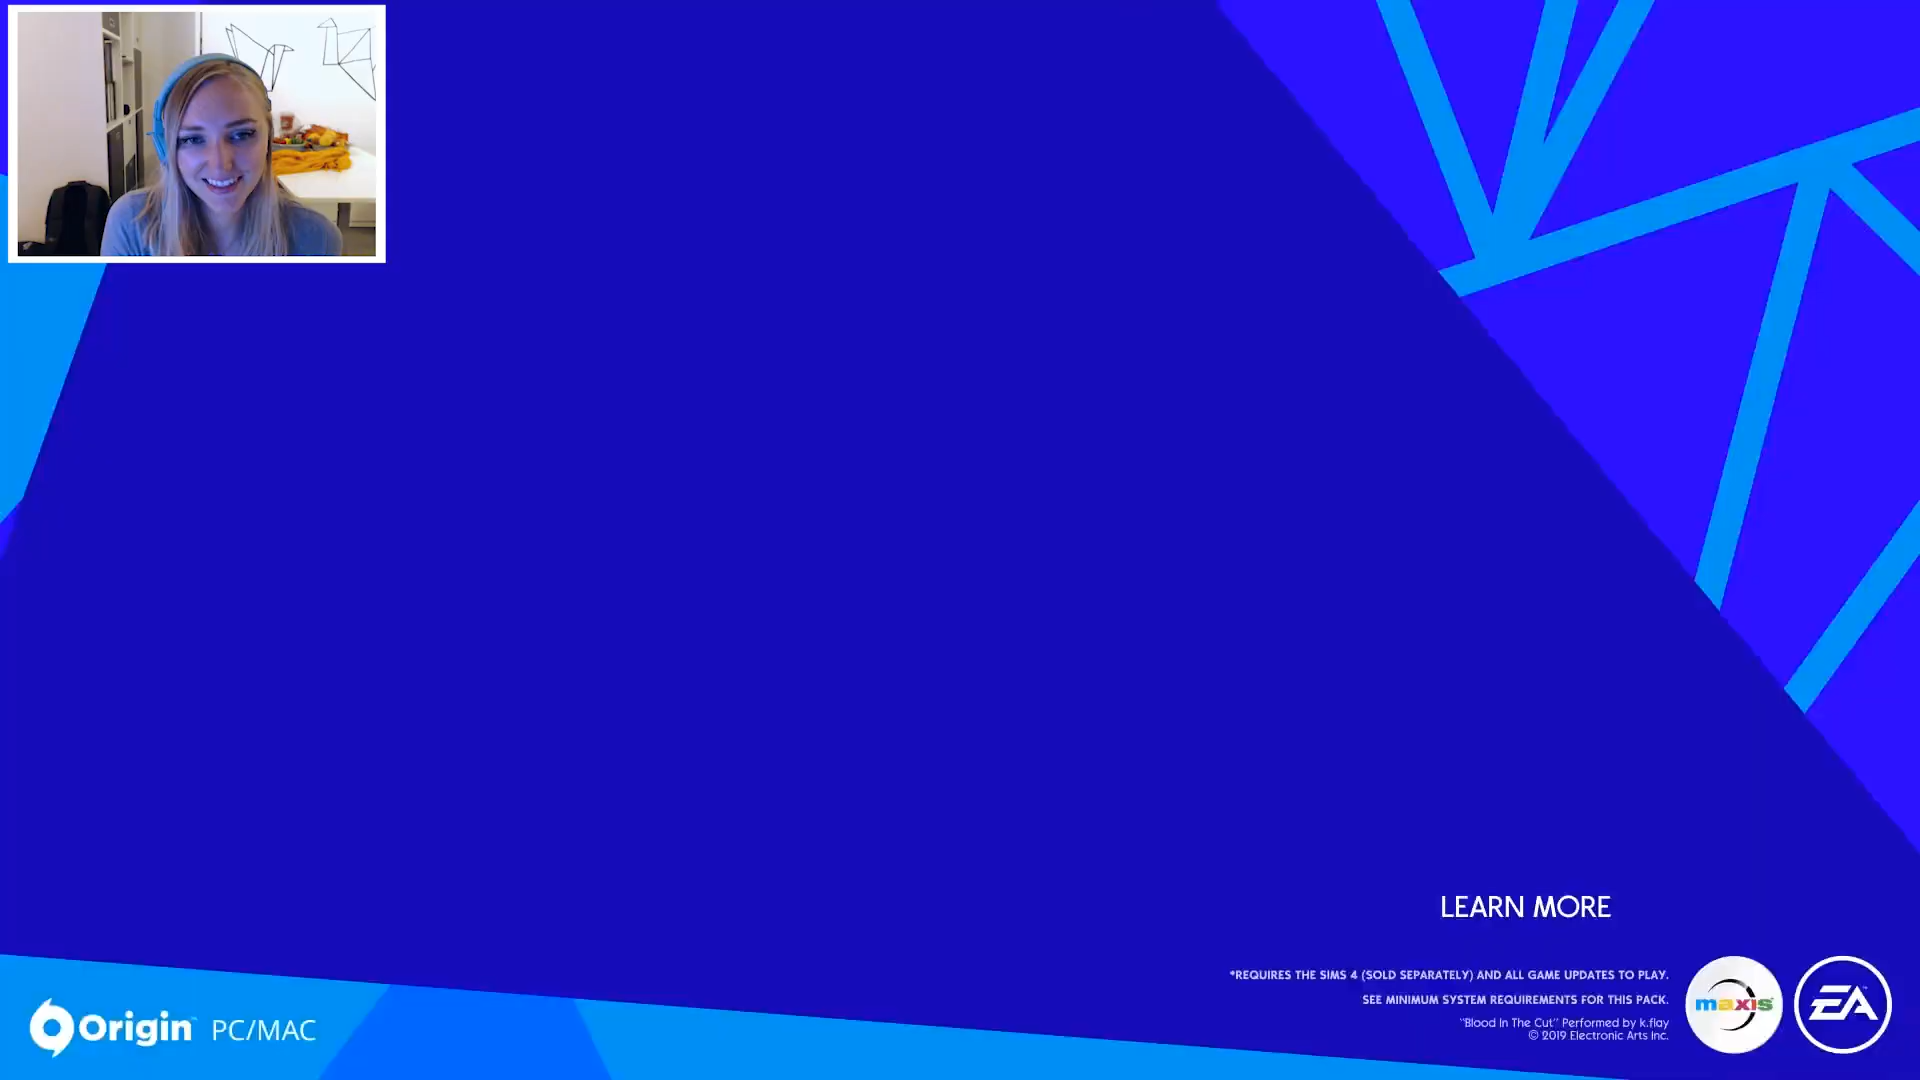 LEARN MORE
*REQUIRES THE SIMS 4 (SOLD SEPARATELY) AND ALL GAME UPDATES TO PLAY.
SEE MINIMUM SYSTEM REQUIREMENTS FOR THIS PACK.
"Blood In The Cut" Performed by k.flay
© 2019 Electronic Arts Inc.
maxis
EA
Origin™ PC/MAC